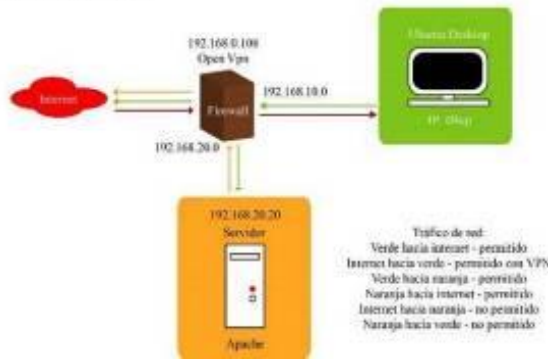 192.168.0.108
Open Vpn
Internet
Firewall
192.168.10.0
Ubuntu Desktop
IP: Dhcp
192.168.20.0
192.168.20.20
Servidor
Apache
Tráfico de red:
Verde hacia internet - permitido
Internet hacia verde - permitido con VPN
Verde hacia naranja - permitido
Naranja hacia internet - permitido
Internet hacia naranja - no permitido
Naranja hacia verde - no permitido